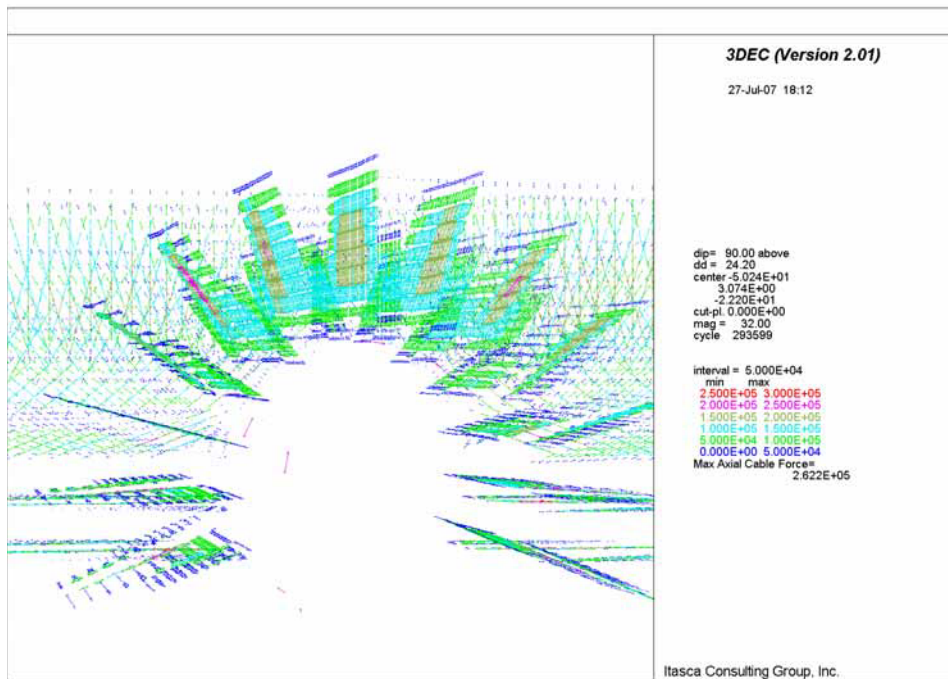 3DEC (Version 2.01)
27-Jul-07 18:12
dip= 90.00 above
dd = 24.20
center -5.024E+01
3.074E+00
-2.220E+01
cut-pl. 0.000E+00
mag = 32.00
cycle 293599
interval = 5.000E+04
min max
2.500E+05 3.000E+05
2.000E+05 2.500E+05
1.500E+05 2.000E+05
1.000E+05 1.500E+05
5.000E+04 1.000E+05
0.000E+00 5.000E+04
Max Axial Cable Force=
2.622E+05
Itasca Consulting Group, Inc.